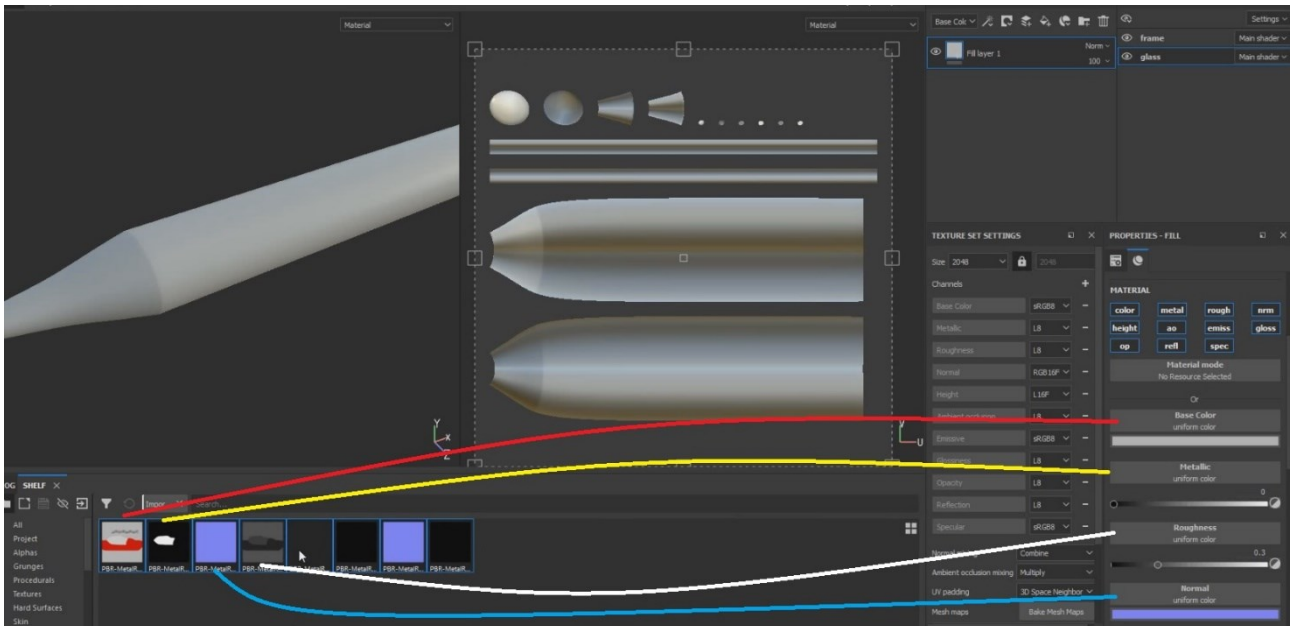 Material
Material
Base Colc
Norm
Fill layer 1
100
Settings
frame
Main shader
glass
Main shader
TEXTURE SET SETTINGS
Size 2048
2048
Channels
Base Color sRGB8
Metallic L8
Roughness L8
Normal RGB16F
Height L16F
Ambient occlusion L8
Emissive sRGB8
Glossiness L8
Opacity L8
Reflection L8
Specular sRGB8
Combine
Ambient occlusion mixing Multiply
UV padding 3D Space Neighbor
Mesh maps Bake Mesh Maps
PROPERTIES - FILL
MATERIAL
color metal rough nrm
height ao emiss gloss
op refl spec
Material mode
No Resource Selected
Or
Base Color
uniform color
Metallic
uniform color
0
Roughness
uniform color
0.3
Normal
uniform color
Y
X
Z
y
U
OG SHELF
Impor
Search...
All
Project
Alphas
Grunges
Procedurals
Textures
Hard Surfaces
Skin
PBR-MetalR... PBR-MetalR... PBR-MetalR... PBR-MetalR... PBR-MetalR... PBR-MetalR... PBR-MetalR...